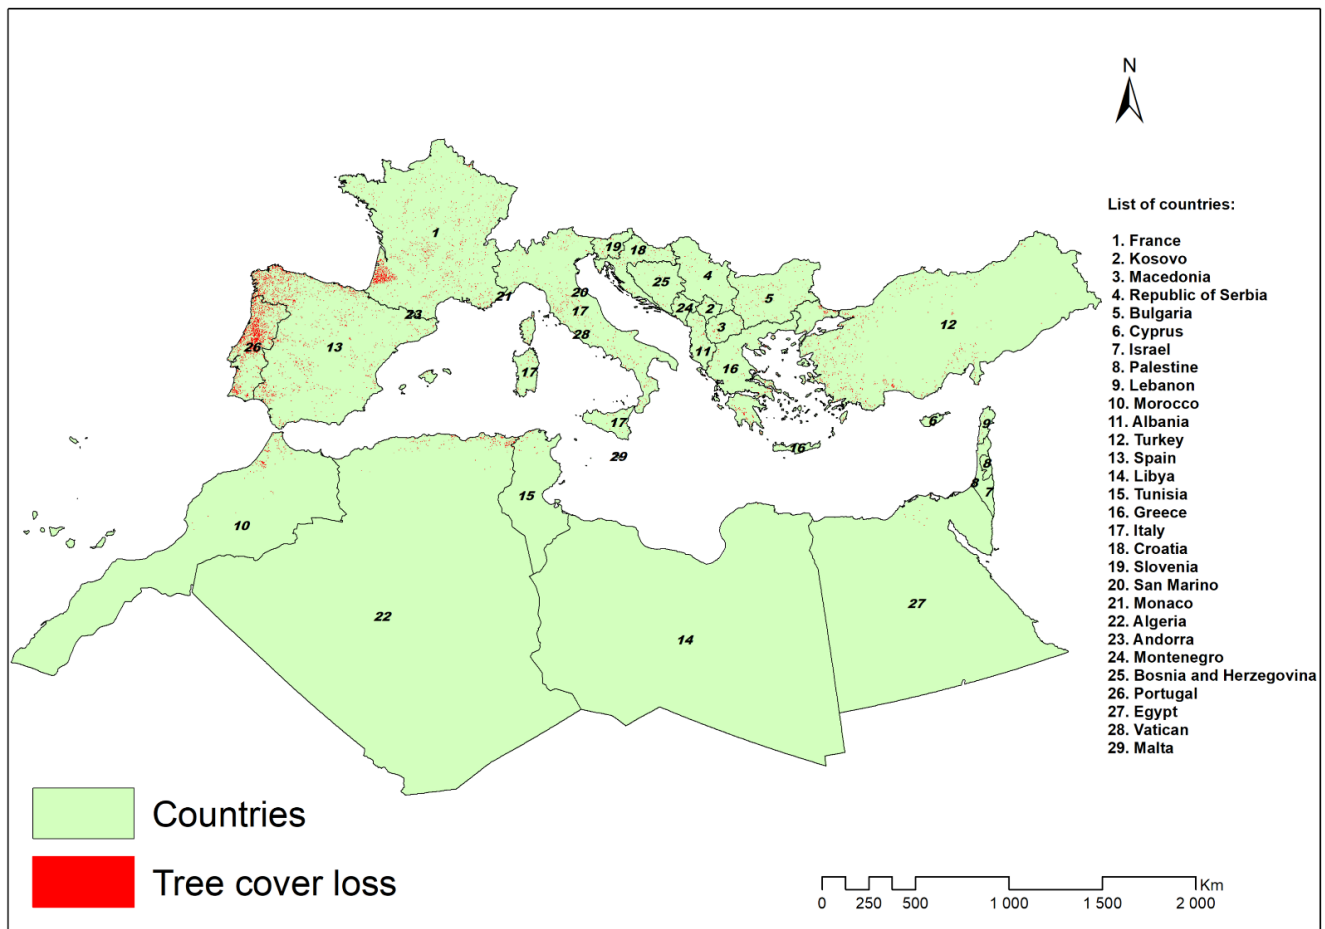 N
List of countries:
1. France
2. Kosovo
3. Macedonia
4. Republic of Serbia
5. Bulgaria
6. Cyprus
7. Israel
8. Palestine
9. Lebanon
10. Morocco
11. Albania
12. Turkey
13. Spain
14. Libya
15. Tunisia
16. Greece
17. Italy
18. Croatia
19. Slovenia
20. San Marino
21. Monaco
22. Algeria
23. Andorra
24. Montenegro
25. Bosnia and Herzegovina
26. Portugal
27. Egypt
28. Vatican
29. Malta
1
19
18
4
25
21
20
5
24
2
23
17
3
12
28
26
13
11
16
17
17
6
9
16
29
8
8
7
15
10
27
22
14
Countries
Tree cover loss
Km
0 250 500 1 000 1 500 2 000